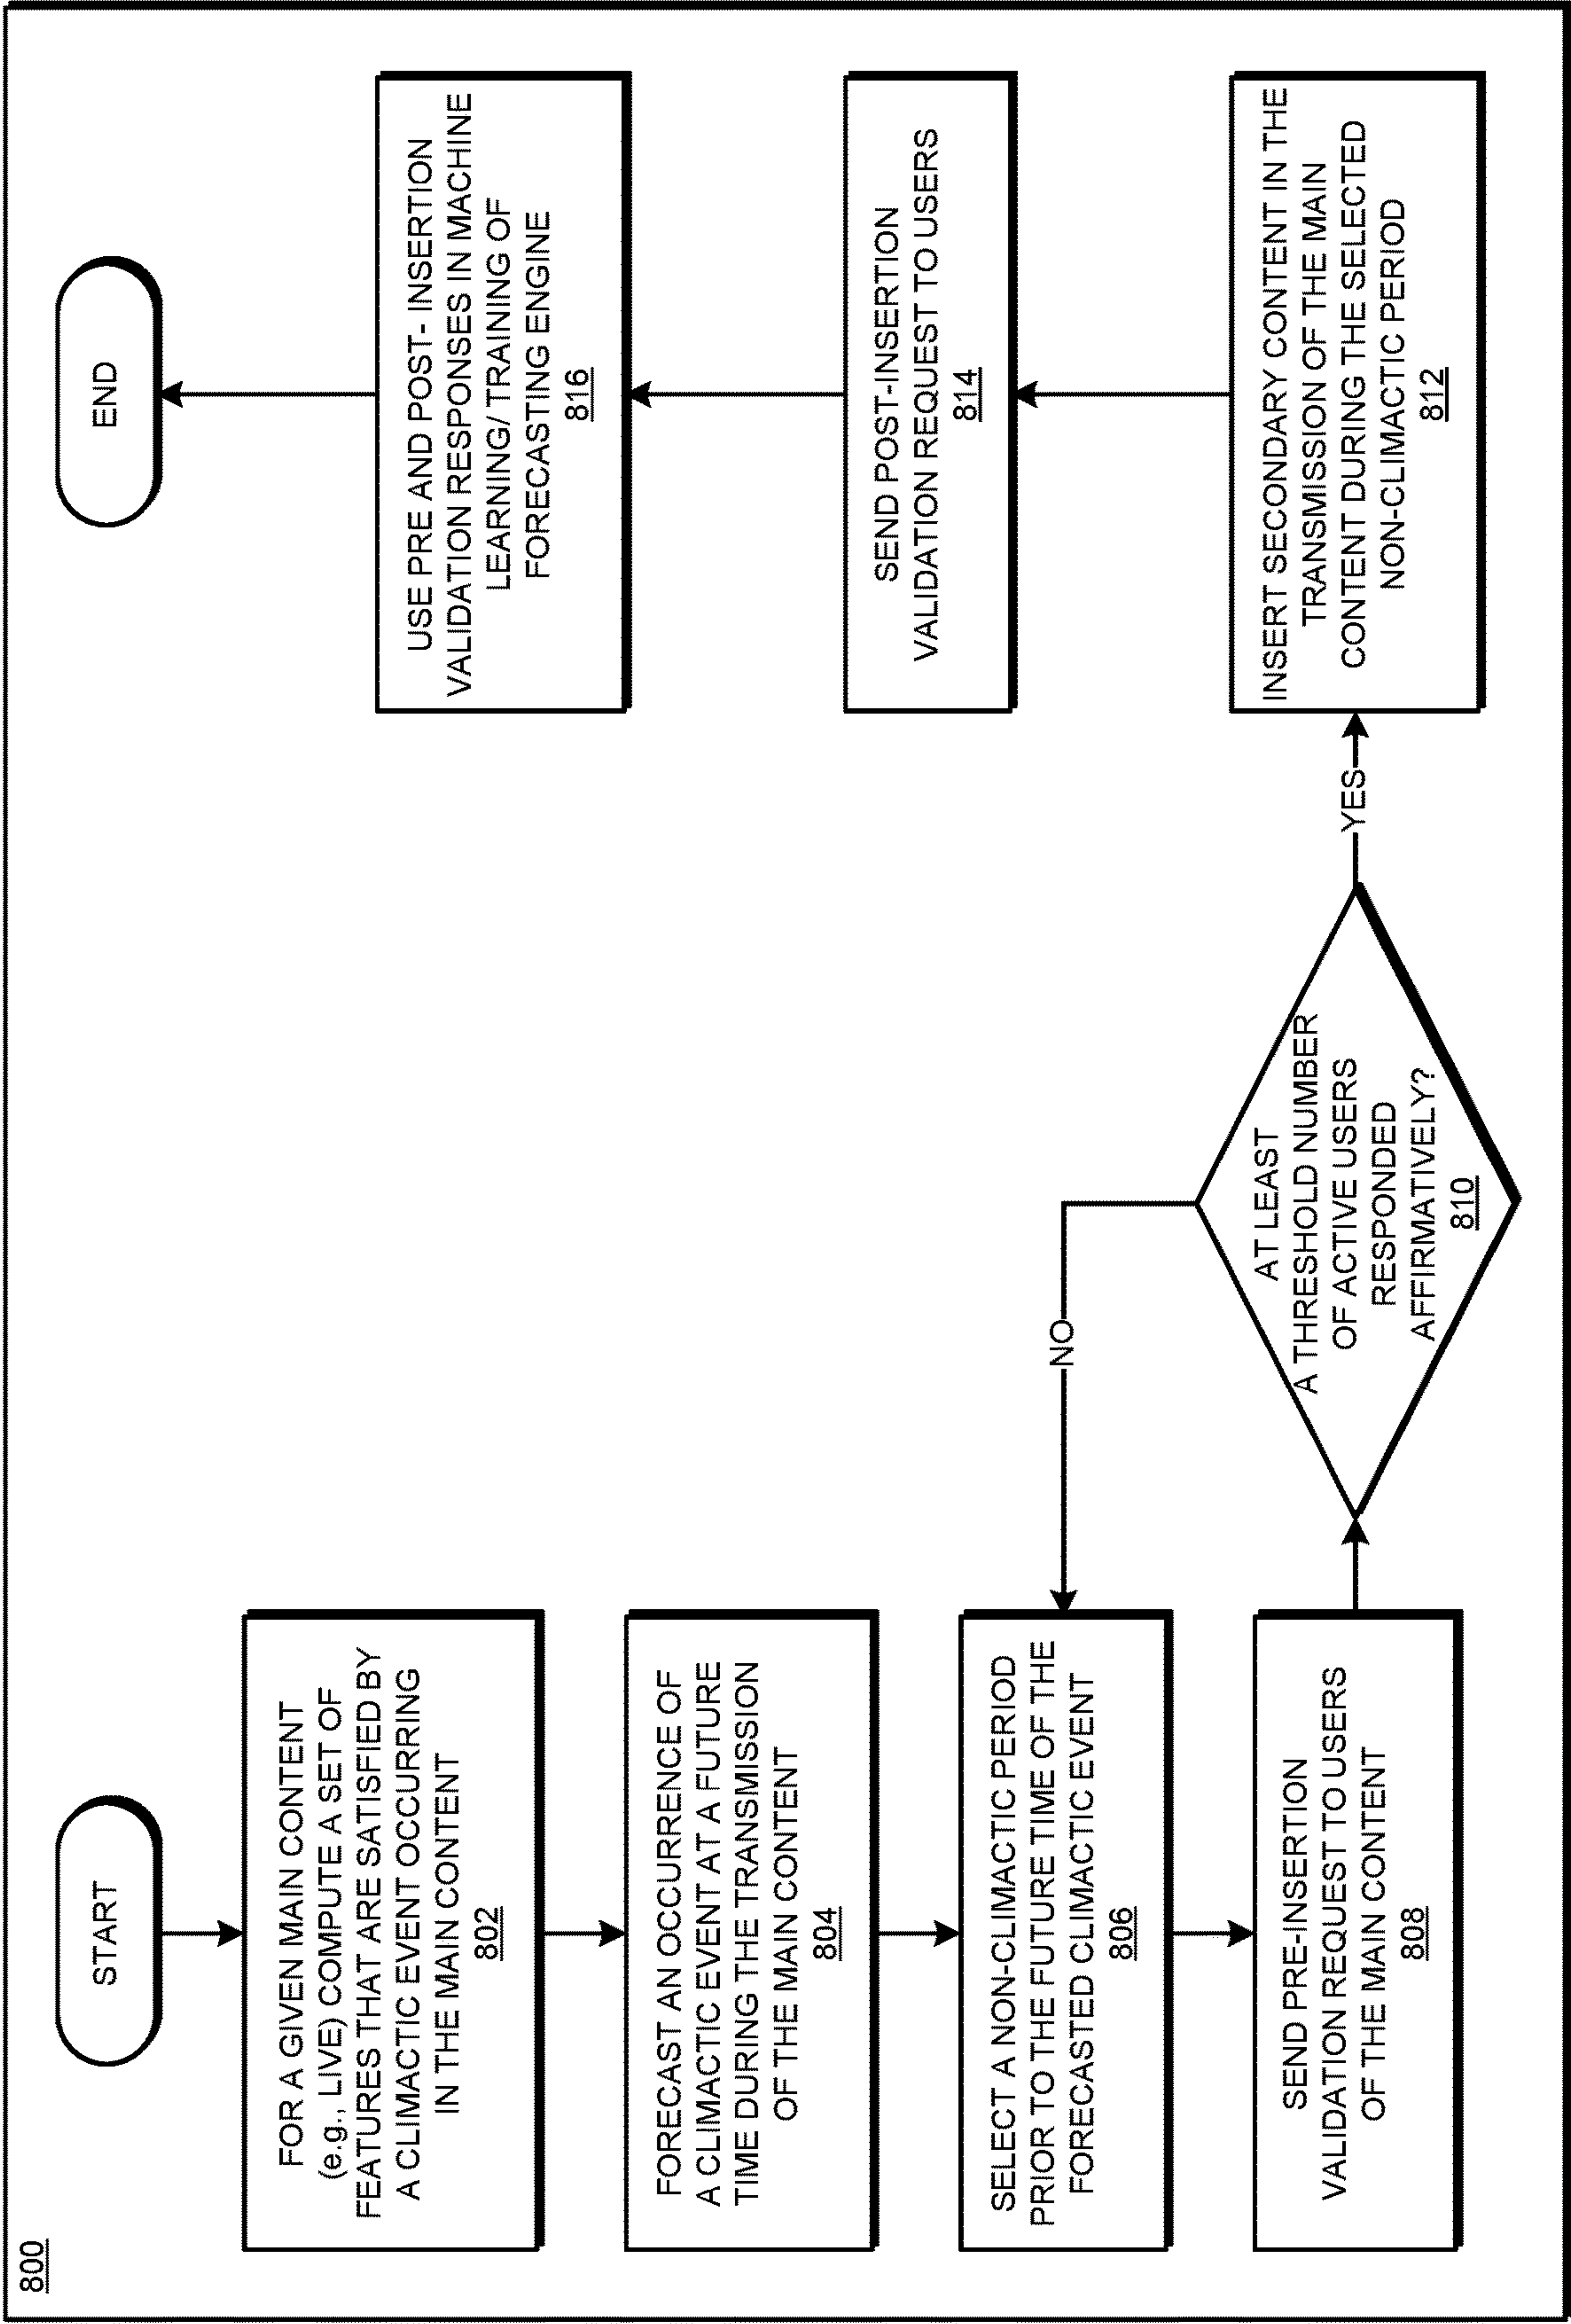 800
START
FOR A GIVEN MAIN CONTENT
(e.g., LIVE) COMPUTE A SET OF
FEATURES THAT ARE SATISFIED BY
A CLIMACTIC EVENT OCCURRING
IN THE MAIN CONTENT
802
FORECAST AN OCCURRENCE OF
A CLIMACTIC EVENT AT A FUTURE
TIME DURING THE TRANSMISSION
OF THE MAIN CONTENT
804
SELECT A NON-CLIMACTIC PERIOD
PRIOR TO THE FUTURE TIME OF THE
FORECASTED CLIMACTIC EVENT
806
SEND PRE-INSERTION
VALIDATION REQUEST TO USERS
OF THE MAIN CONTENT
808
AT LEAST
A THRESHOLD NUMBER
OF ACTIVE USERS
RESPONDED
AFFIRMATIVELY?
810
NO
YES
INSERT SECONDARY CONTENT IN THE
TRANSMISSION OF THE MAIN
CONTENT DURING THE SELECTED
NON-CLIMACTIC PERIOD
812
SEND POST-INSERTION
VALIDATION REQUEST TO USERS
814
USE PRE AND POST- INSERTION
VALIDATION RESPONSES IN MACHINE
LEARNING/ TRAINING OF
FORECASTING ENGINE
816
END